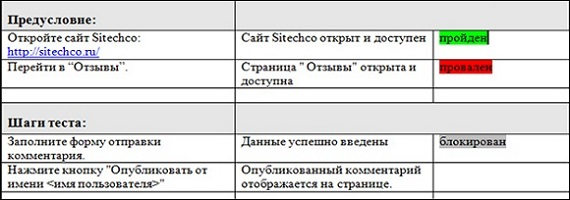 Предусловие:
Откройте сайт Sitechco: Сайт Sitechco открыт и доступен пройден
http://sitechco.ru/
Перейти в “Отзывы”. Страница " Отзывы" открыта и провален
доступна
Шаги теста:
Заполните форму отправки Данные успешно введены блокирован
комментария.
Нажмите кнопку "Опубликовать от Опубликованный комментарий
имени <имя пользователя>" отображается на странице.